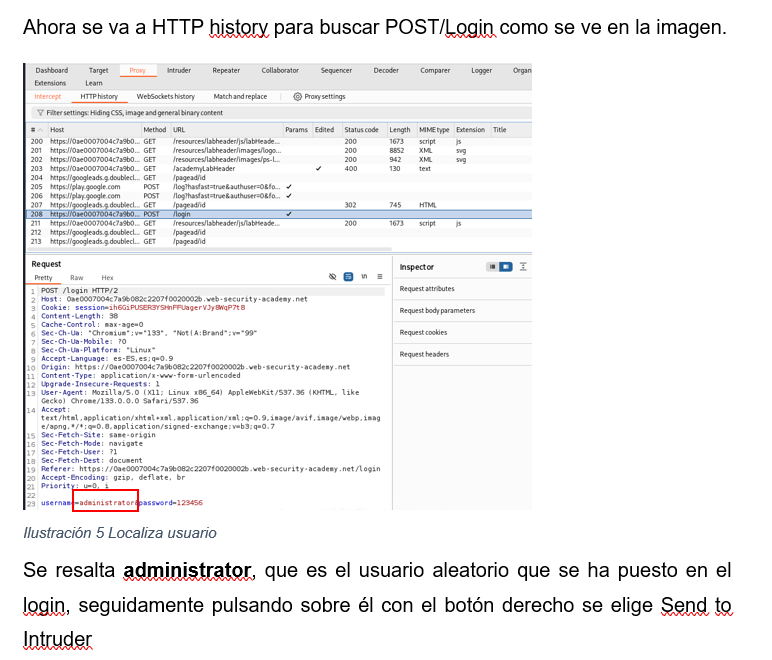 Ahora se va a HTTP history para buscar POST/Login como se ve en la imagen.
Dashboard Target Proxy Intruder Repeater Collaborator Sequencer Decoder Comparer Logger Organ
Extensions Learn
Intercept HTTP history WebSockets history Match and replace Proxy settings
Filter settings: Hiding CSS, image and general binary content
# Host Method URL Params Edited Status code Length MIME type Extension Title
200 https://0ae0007004c7a9b0... GET /resources/labheader/js/labHeade... 200 1673 script js
201 https://0ae0007004c7a9b0... GET /resources/labheader/images/logo... 200 8852 XML svg
202 https://0ae0007004c7a9b0... GET /resources/labheader/images/ps-l... 200 942 XML svg
203 https://0ae0007004c7a9b0... GET /academyLabHeader ✓ 400 130 text
204 https://googleads.g.doublecl... GET /pagead/id
205 https://play.google.com POST /log?hasfast=true&authuser=0&fo... ✓
206 https://play.google.com POST /log?hasfast=true&authuser=0&fo... ✓
207 https://googleads.g.doublecl... GET /pagead/id 302 745 HTML
208 https://0ae0007004c7a9b0... POST /login ✓
211 https://0ae0007004c7a9b0... GET /resources/labheader/js/labHeade... 200 1673 script js
212 https://googleads.g.doublecl... GET /pagead/id
213 https://googleads.g.doublecl... GET /pagead/id
Request
Pretty Raw Hex \n
1 POST /login HTTP/2
2 Host: 0ae0007004c7a9b082c2207f0020002b.web-security-academy.net
3 Cookie: session=ih6GiPUSER3YSHnFFUagerVJy8WqP7t8
4 Content-Length: 38
5 Cache-Control: max-age=0
6 Sec-Ch-Ua: "Chromium";v="133", "Not(A:Brand";v="99"
7 Sec-Ch-Ua-Mobile: ?0
8 Sec-Ch-Ua-Platform: "Linux"
9 Accept-Language: es-ES,es;q=0.9
10 Origin: https://0ae0007004c7a9b082c2207f0020002b.web-security-academy.net
11 Content-Type: application/x-www-form-urlencoded
12 Upgrade-Insecure-Requests: 1
13 User-Agent: Mozilla/5.0 (X11; Linux x86_64) AppleWebKit/537.36 (KHTML, like
Gecko) Chrome/133.0.0.0 Safari/537.36
14 Accept:
text/html,application/xhtml+xml,application/xml;q=0.9,image/avif,image/webp,imag
e/apng,*/*;q=0.8,application/signed-exchange;v=b3;q=0.7
15 Sec-Fetch-Site: same-origin
16 Sec-Fetch-Mode: navigate
17 Sec-Fetch-User: ?1
18 Sec-Fetch-Dest: document
19 Referer: https://0ae0007004c7a9b082c2207f0020002b.web-security-academy.net/login
20 Accept-Encoding: gzip, deflate, br
21 Priority: u=0, i
22
23 username=administrator&password=123456
Inspector
Request attributes
Request body parameters
Request cookies
Request headers
Ilustración 5 Localiza usuario
Se resalta administrator, que es el usuario aleatorio que se ha puesto en el
login, seguidamente pulsando sobre él con el botón derecho se elige Send to
Intruder